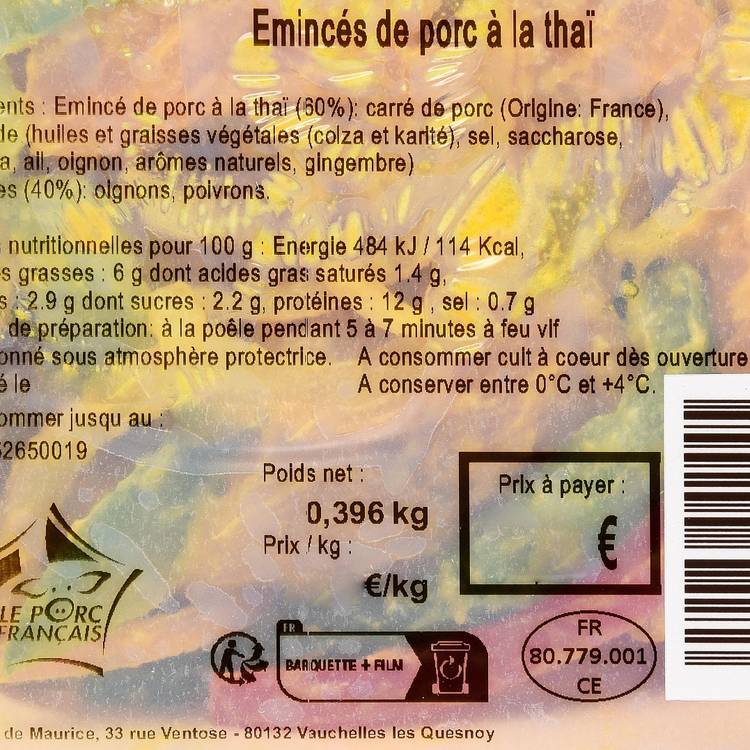 Emincés de porc à la thaï
ents : Emincé de porc à la thaï (60%): carré de porc (Origine: France),
de (huiles et graisses végétales (colza et karité), sel, saccharose,
a, ail, oignon, arômes naturels, gingembre)
es (40%): oignons, poivrons.
s nutritionnelles pour 100 g : Energie 484 kJ / 114 Kcal,
s grasses : 6 g dont acides gras saturés 1.4 g,
s : 2.9 g dont sucres : 2.2 g, protéines : 12 g , sel : 0.7 g
de préparation: à la poêle pendant 5 à 7 minutes à feu vif
onné sous atmosphère protectrice. A consommer cuit à coeur dès ouverture
é le A conserver entre 0°C et +4°C.
ommer jusqu au :
52650019
Poids net :
0,396 kg
Prix / kg :
€/kg
Prix à payer :
€
LE PORC
FRANÇAIS
FR
BARQUETTE + FILM
FR
80.779.001
CE
de Maurice, 33 rue Ventose - 80132 Vauchelles les Quesnoy